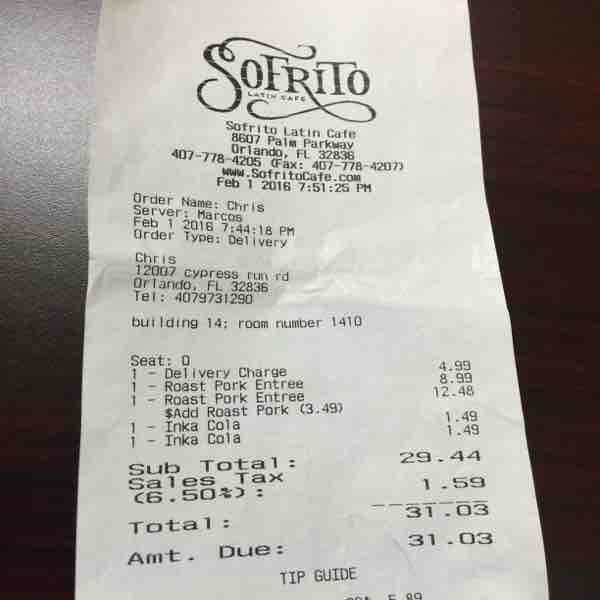 SOFRITO
LATIN CAFE
Sofrito Latin Cafe
8607 Palm Parkway
Orlando, FL 32836
407-778-4205 (Fax: 407-778-4207)
www.SofritoCafe.com
Feb 1 2016 7:51:25 PM
Order Name: Chris
Server: Marcos
Feb 1 2016 7:44:18 PM
Order Type: Delivery
Chris
12007 cypress run rd
Orlando, FL 32836
Tel: 4079731290
building 14; room number 1410
Seat: 0
1 - Delivery Charge 4.99
1 - Roast Pork Entree 8.99
1 - Roast Pork Entree 12.48
$Add Roast Pork (3.49)
1 - Inka Cola 1.49
1 - Inka Cola 1.49
Sub Total: 29.44
Sales Tax
(6.50%): 1.59
Total: 31.03
Amt. Due: 31.03
TIP GUIDE
5.89